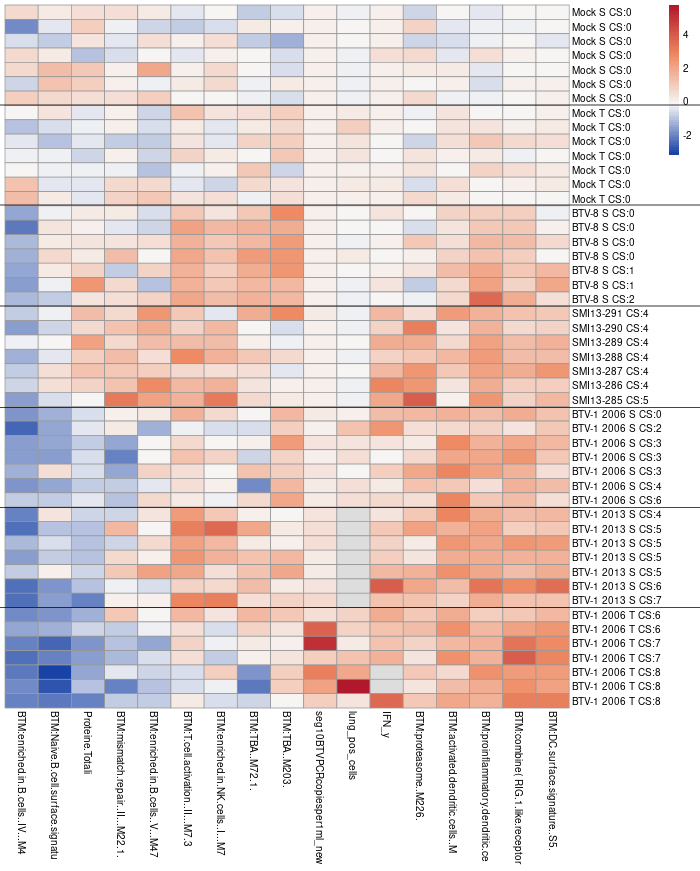 Mock S CS:0
Mock S CS:0
Mock S CS:0
Mock S CS:0
Mock S CS:0
Mock S CS:0
Mock S CS:0
Mock T CS:0
Mock T CS:0
Mock T CS:0
Mock T CS:0
Mock T CS:0
Mock T CS:0
Mock T CS:0
BTV-8 S CS:0
BTV-8 S CS:0
BTV-8 S CS:0
BTV-8 S CS:0
BTV-8 S CS:1
BTV-8 S CS:1
BTV-8 S CS:2
SMI13-291 CS:4
SMI13-290 CS:4
SMI13-289 CS:4
SMI13-288 CS:4
SMI13-287 CS:4
SMI13-286 CS:4
SMI13-285 CS:5
BTV-1 2006 S CS:0
BTV-1 2006 S CS:2
BTV-1 2006 S CS:3
BTV-1 2006 S CS:3
BTV-1 2006 S CS:3
BTV-1 2006 S CS:4
BTV-1 2006 S CS:6
BTV-1 2013 S CS:4
BTV-1 2013 S CS:5
BTV-1 2013 S CS:5
BTV-1 2013 S CS:5
BTV-1 2013 S CS:5
BTV-1 2013 S CS:6
BTV-1 2013 S CS:7
BTV-1 2006 T CS:6
BTV-1 2006 T CS:6
BTV-1 2006 T CS:7
BTV-1 2006 T CS:7
BTV-1 2006 T CS:8
BTV-1 2006 T CS:8
BTV-1 2006 T CS:8
4
2
0
-2
BTM:enriched.in.B.cells..IV...M4
BTM:Naive.B.cell.surface.signatu
Proteine.Totali
BTM:mismatch.repair..II...M22.1.
BTM:enriched.in.B.cells..V...M47
BTM:T.cell.activation..II...M7.3
BTM:enriched.in.NK.cells..I...M7
BTM:TBA...M72.1.
BTM:TBA...M203.
seg10BTVPCRcopiesper1ml_new
lung_pos_cells
IFN_y
BTM:proteasome..M226.
BTM:activated.dendritic.cells..M
BTM:proinflammatory.dendritic.ce
BTM:combine( RIG.1.like.receptor
BTM:DC.surface.signature..S5.